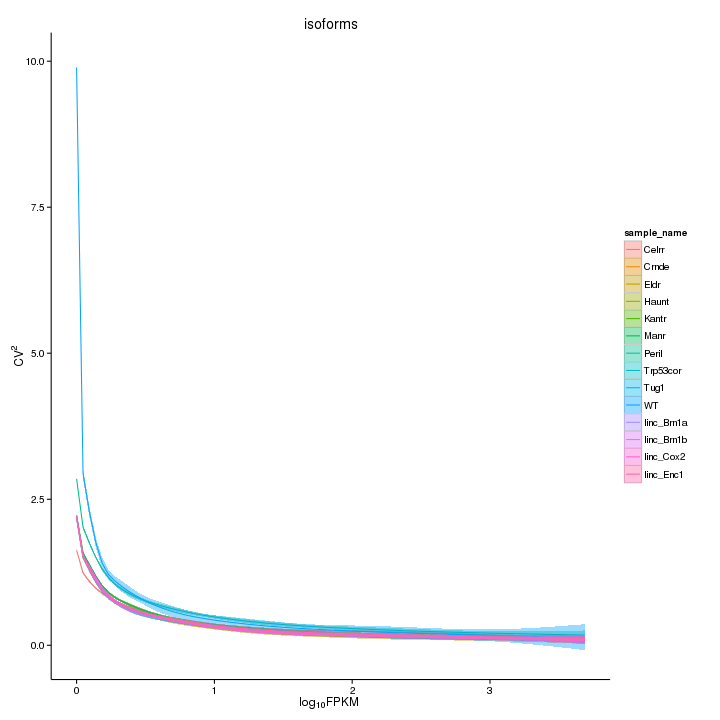 isoforms
10.0
7.5
5.0
2.5
0.0
CV²
0
1
2
3
log₁₀FPKM
sample_name
Celrr
Crnde
Eldr
Haunt
Kantr
Manr
Peril
Trp53cor
Tug1
WT
linc_Brn1a
linc_Brn1b
linc_Cox2
linc_Enc1